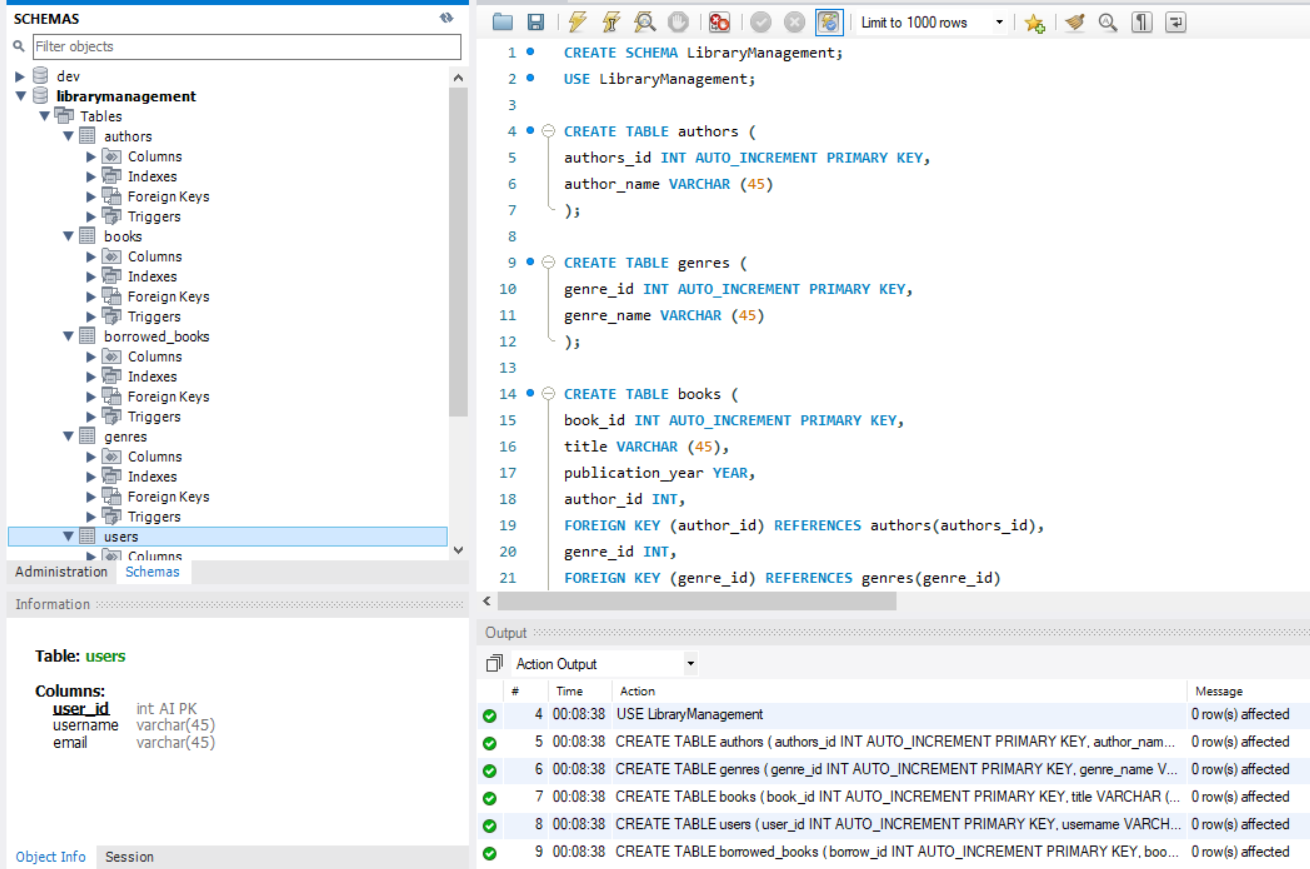 SCHEMAS
Filter objects
dev
librarymanagement
Tables
authors
Columns
Indexes
Foreign Keys
Triggers
books
Columns
Indexes
Foreign Keys
Triggers
borrowed_books
Columns
Indexes
Foreign Keys
Triggers
genres
Columns
Indexes
Foreign Keys
Triggers
users
Columns
Administration Schemas
Information
Table: users
Columns:
user_id int AI PK
username varchar(45)
email varchar(45)
Object Info Session
Limit to 1000 rows
1 CREATE SCHEMA LibraryManagement;
2 USE LibraryManagement;
3
4 CREATE TABLE authors (
5 authors_id INT AUTO_INCREMENT PRIMARY KEY,
6 author_name VARCHAR (45)
7 );
8
9 CREATE TABLE genres (
10 genre_id INT AUTO_INCREMENT PRIMARY KEY,
11 genre_name VARCHAR (45)
12 );
13
14 CREATE TABLE books (
15 book_id INT AUTO_INCREMENT PRIMARY KEY,
16 title VARCHAR (45),
17 publication_year YEAR,
18 author_id INT,
19 FOREIGN KEY (author_id) REFERENCES authors(authors_id),
20 genre_id INT,
21 FOREIGN KEY (genre_id) REFERENCES genres(genre_id)
Output
Action Output
# Time Action Message
4 00:08:38 USE LibraryManagement 0 row(s) affected
5 00:08:38 CREATE TABLE authors ( authors_id INT AUTO_INCREMENT PRIMARY KEY, author_nam... 0 row(s) affected
6 00:08:38 CREATE TABLE genres ( genre_id INT AUTO_INCREMENT PRIMARY KEY, genre_name V... 0 row(s) affected
7 00:08:38 CREATE TABLE books ( book_id INT AUTO_INCREMENT PRIMARY KEY, title VARCHAR (... 0 row(s) affected
8 00:08:38 CREATE TABLE users ( user_id INT AUTO_INCREMENT PRIMARY KEY, username VARCH... 0 row(s) affected
9 00:08:38 CREATE TABLE borrowed_books ( borrow_id INT AUTO_INCREMENT PRIMARY KEY, boo... 0 row(s) affected